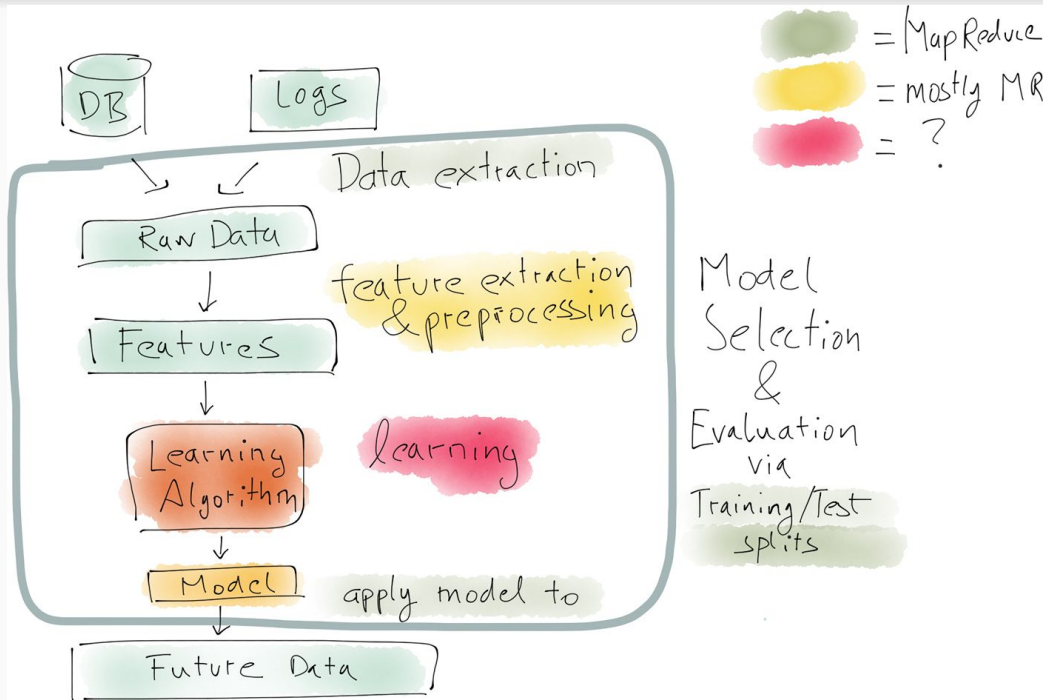 DB
Logs
= MapReduce
= mostly MR
= ?
Data extraction
Raw Data
feature extraction
& preprocessing
Features
Learning
Algorithm
learning
Model
apply model to
Future Data
Model
Selection
&
Evaluation
via
Training/Test
splits